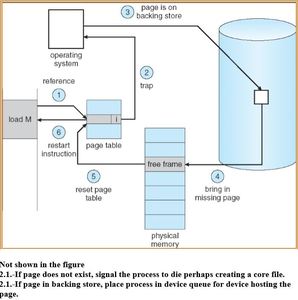 3
page is on
backing store
operating
system
2
trap
reference
1
load M
i
6
restart
instruction
page table
5
reset page
table
free frame
4
bring in
missing page
physical
memory
Not shown in the figure
2.1.-If page does not exist, signal the process to die perhaps creating a core file.
2.1.-If page in backing store, place process in device queue for device hosting the
page.